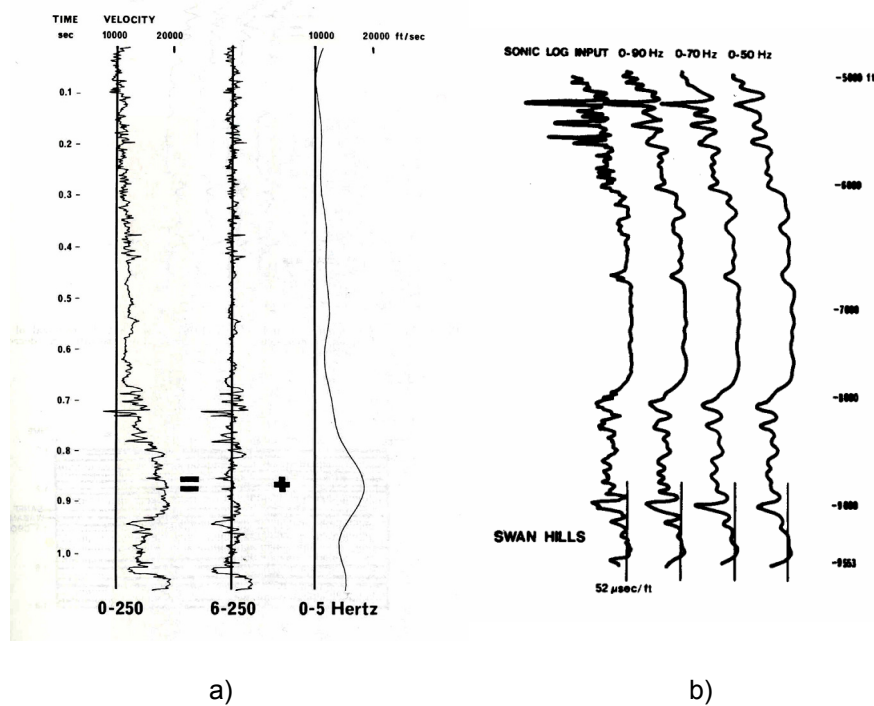 TIME VELOCITY
sec 10000 20000 10000 20000 ft/sec
0.1
0.2
0.3
0.4
0.5
0.6
0.7
0.8
0.9
1.0
= +
0-250 6-250 0-5 Hertz
a)
SONIC LOG INPUT 0-90 Hz 0-70 Hz 0-50 Hz
-5000 ft
-6000
-7000
-8000
-9000
-9553
SWAN HILLS
52 µsec/ft
b)